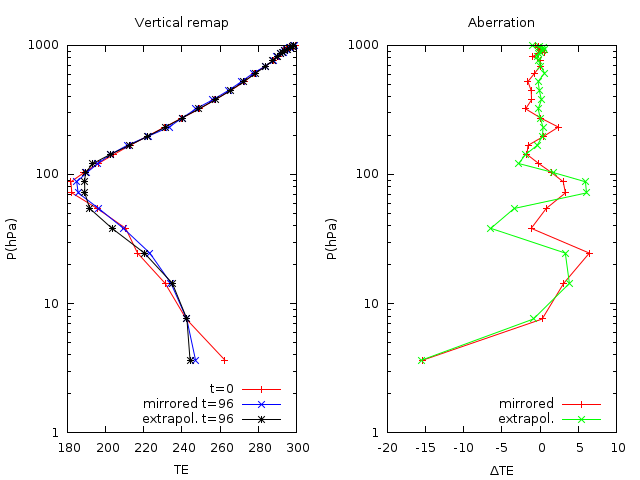 Vertical remap
1000
100
10
1
P(hPa)
180 200 220 240 260 280 300
TE
t=0
mirrored t=96
extrapol. t=96
Aberration
1000
100
10
1
P(hPa)
-20 -15 -10 -5 0 5 10
ΔTE
mirrored
extrapol.